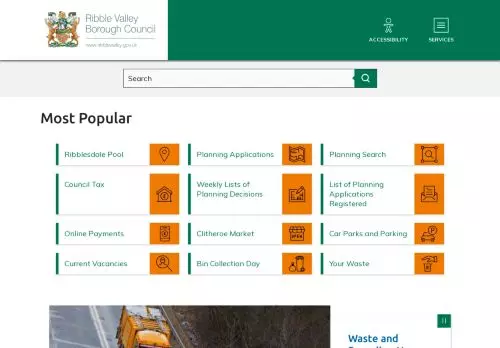 Ribble Valley
Borough Council
www.ribblevalley.gov.uk
ACCESSIBILITY
SERVICES
Search
Most Popular
Ribblesdale Pool
Planning Applications
Planning Search
Council Tax
Weekly Lists of
Planning Decisions
List of Planning
Applications
Registered
Online Payments
Clitheroe Market
Car Parks and Parking
Current Vacancies
Bin Collection Day
Your Waste
Waste and